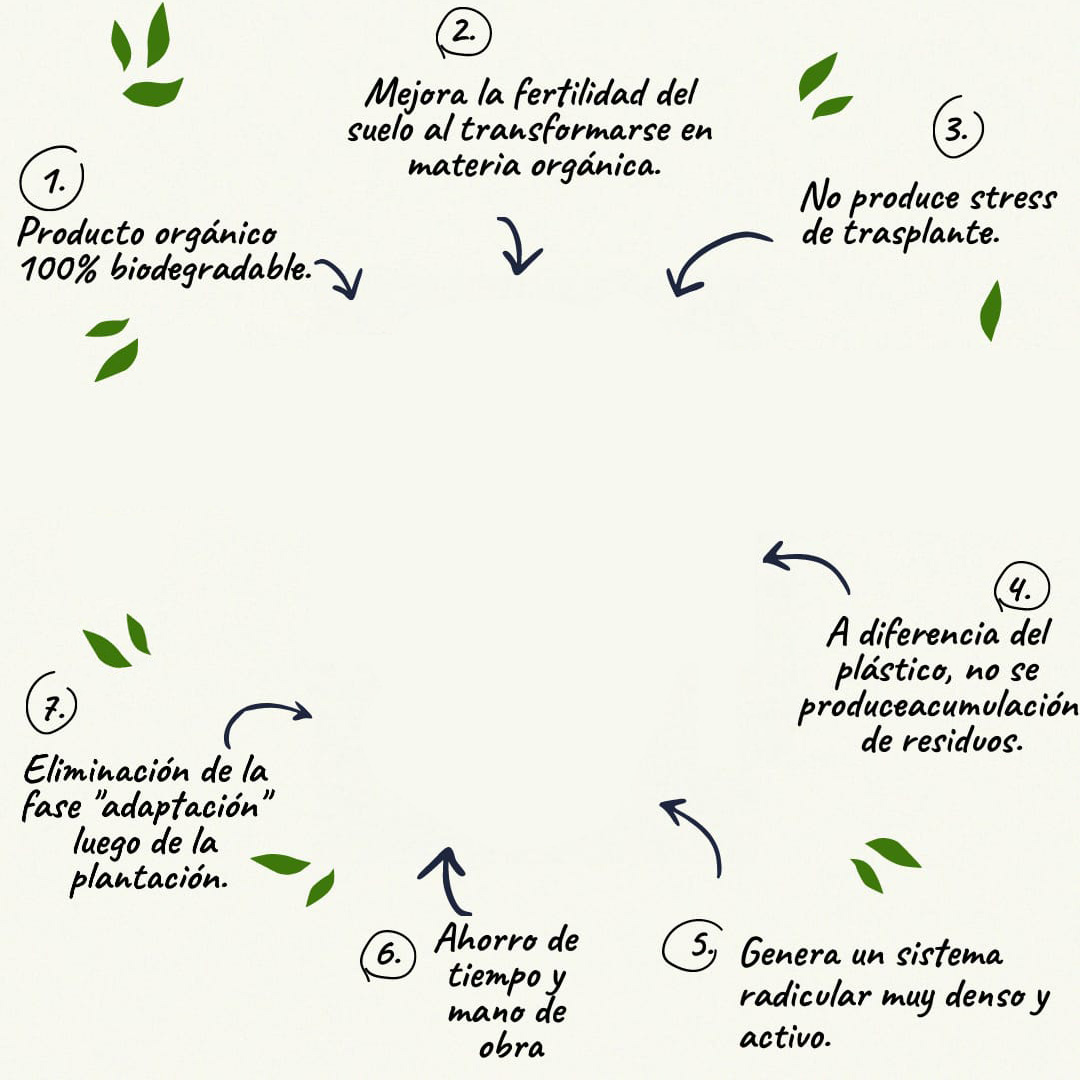 1.
Producto orgánico
100% biodegradable.
2.
Mejora la fertilidad del
suelo al transformarse en
materia orgánica.
3.
No produce stress
de trasplante.
4.
A diferencia del
plástico, no se
produceacumulación
de residuos.
5.
Genera un sistema
radicular muy denso y
activo.
6.
Ahorro de
tiempo y
mano de
obra
7.
Eliminación de la
fase "adaptación"
luego de la
plantación.